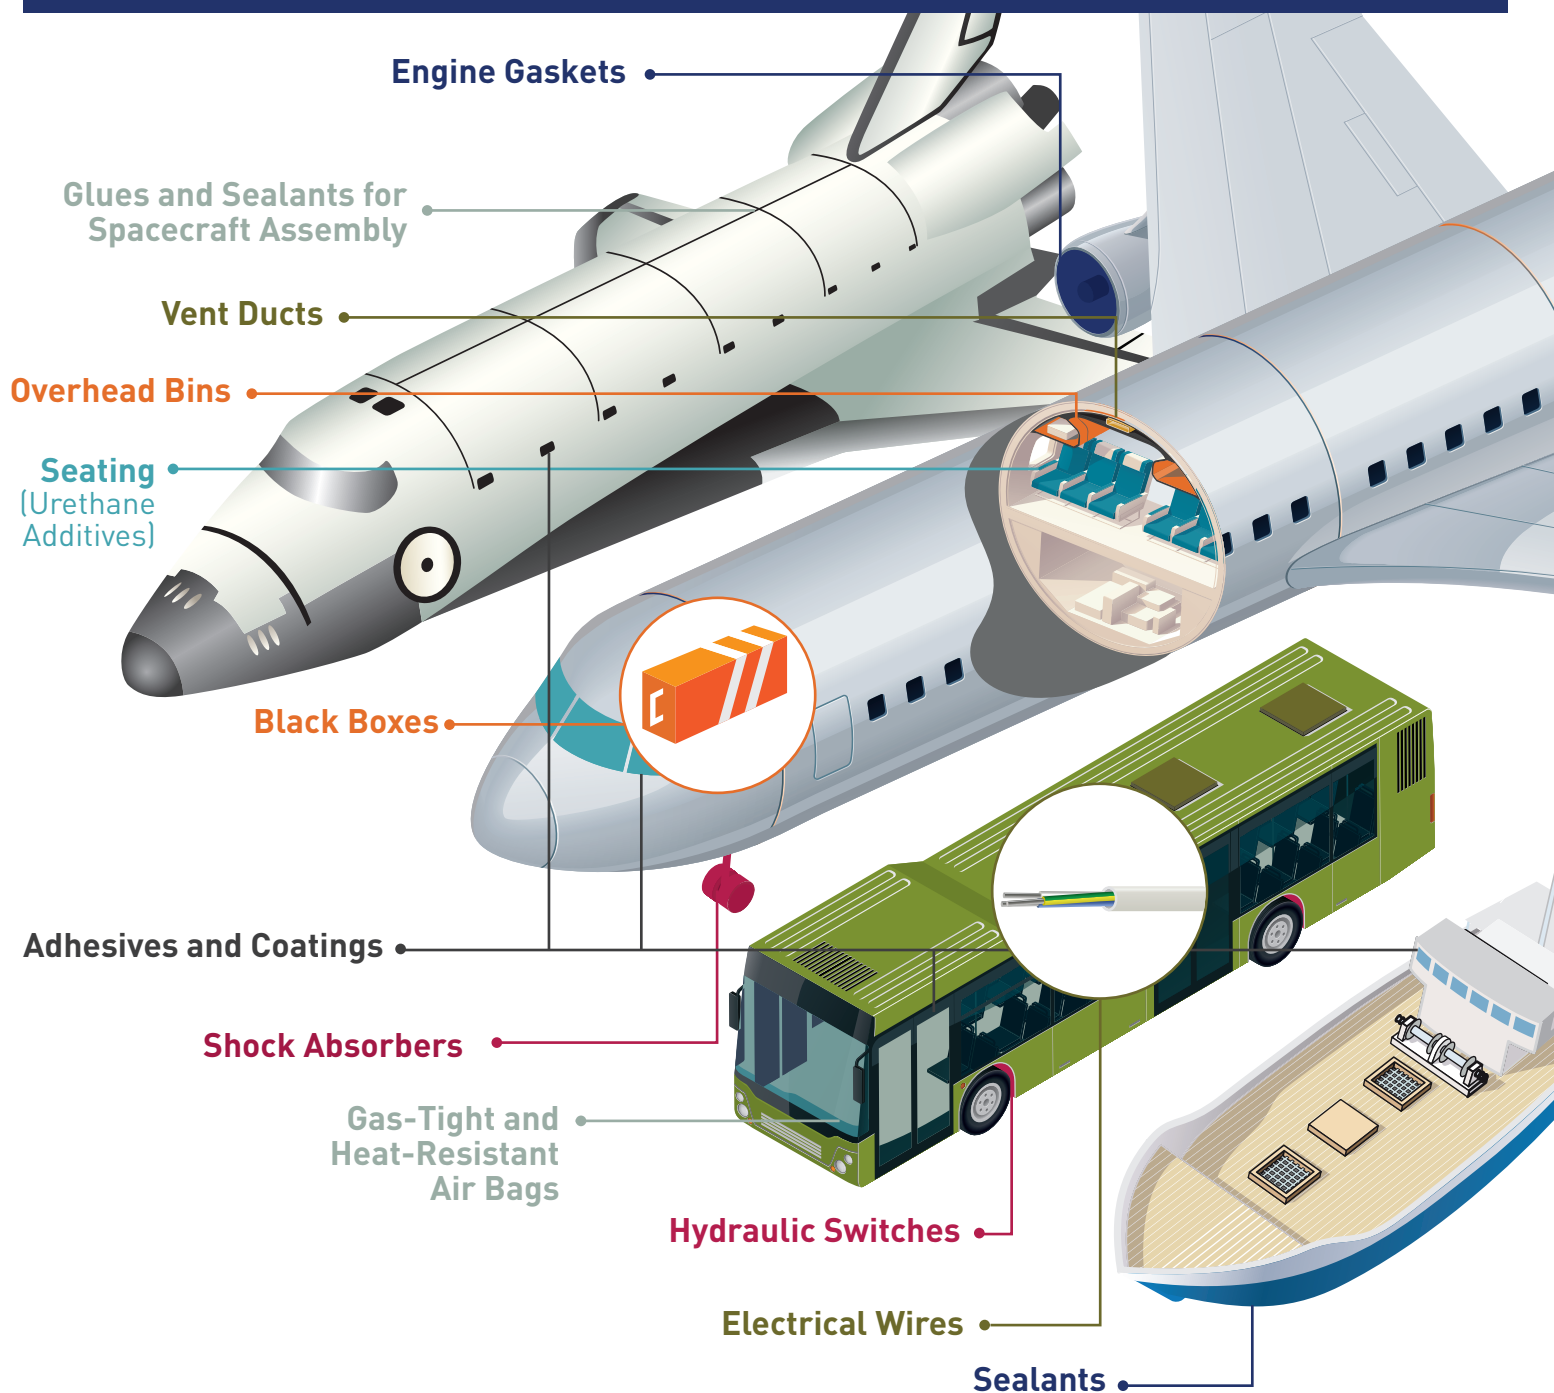 Engine Gaskets
Glues and Sealants for
Spacecraft Assembly
Vent Ducts
Overhead Bins
Seating
(Urethane
Additives)
Black Boxes
Adhesives and Coatings
Shock Absorbers
Gas-Tight and
Heat-Resistant
Air Bags
Hydraulic Switches
Electrical Wires
Sealants